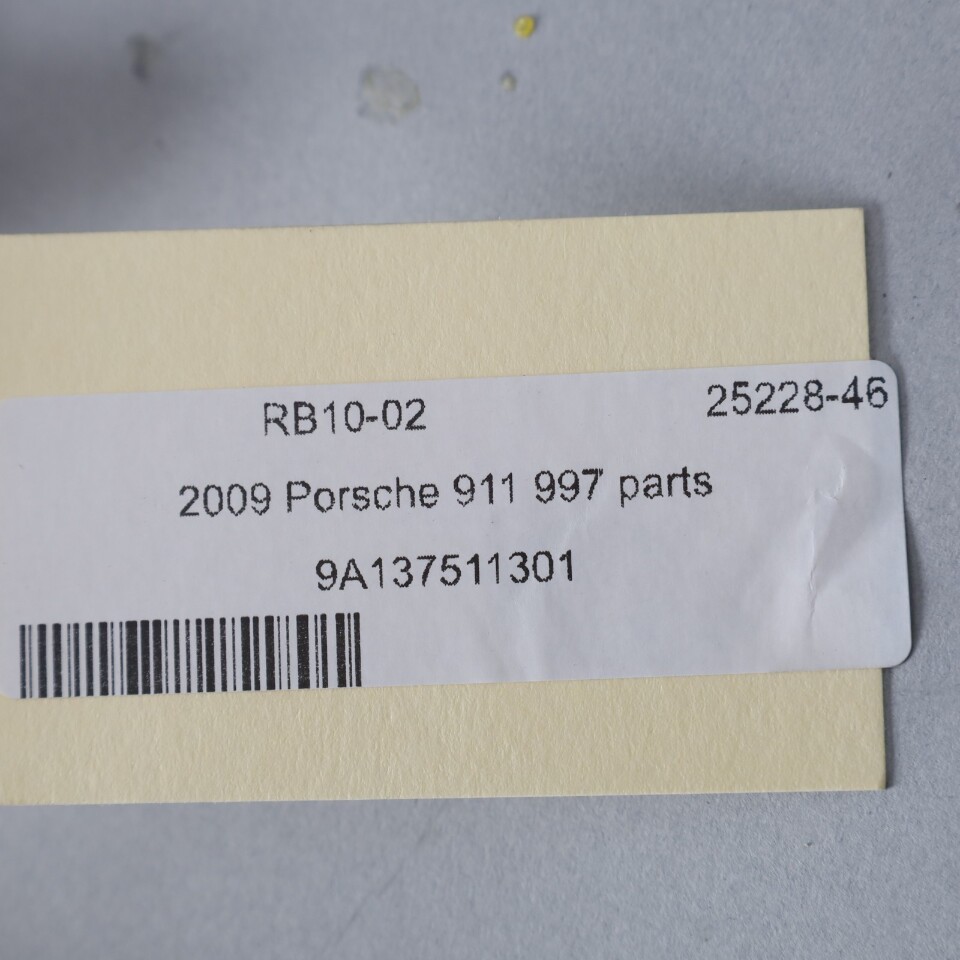 RB10-02 25228-46
2009 Porsche 911 997 parts
9A137511301